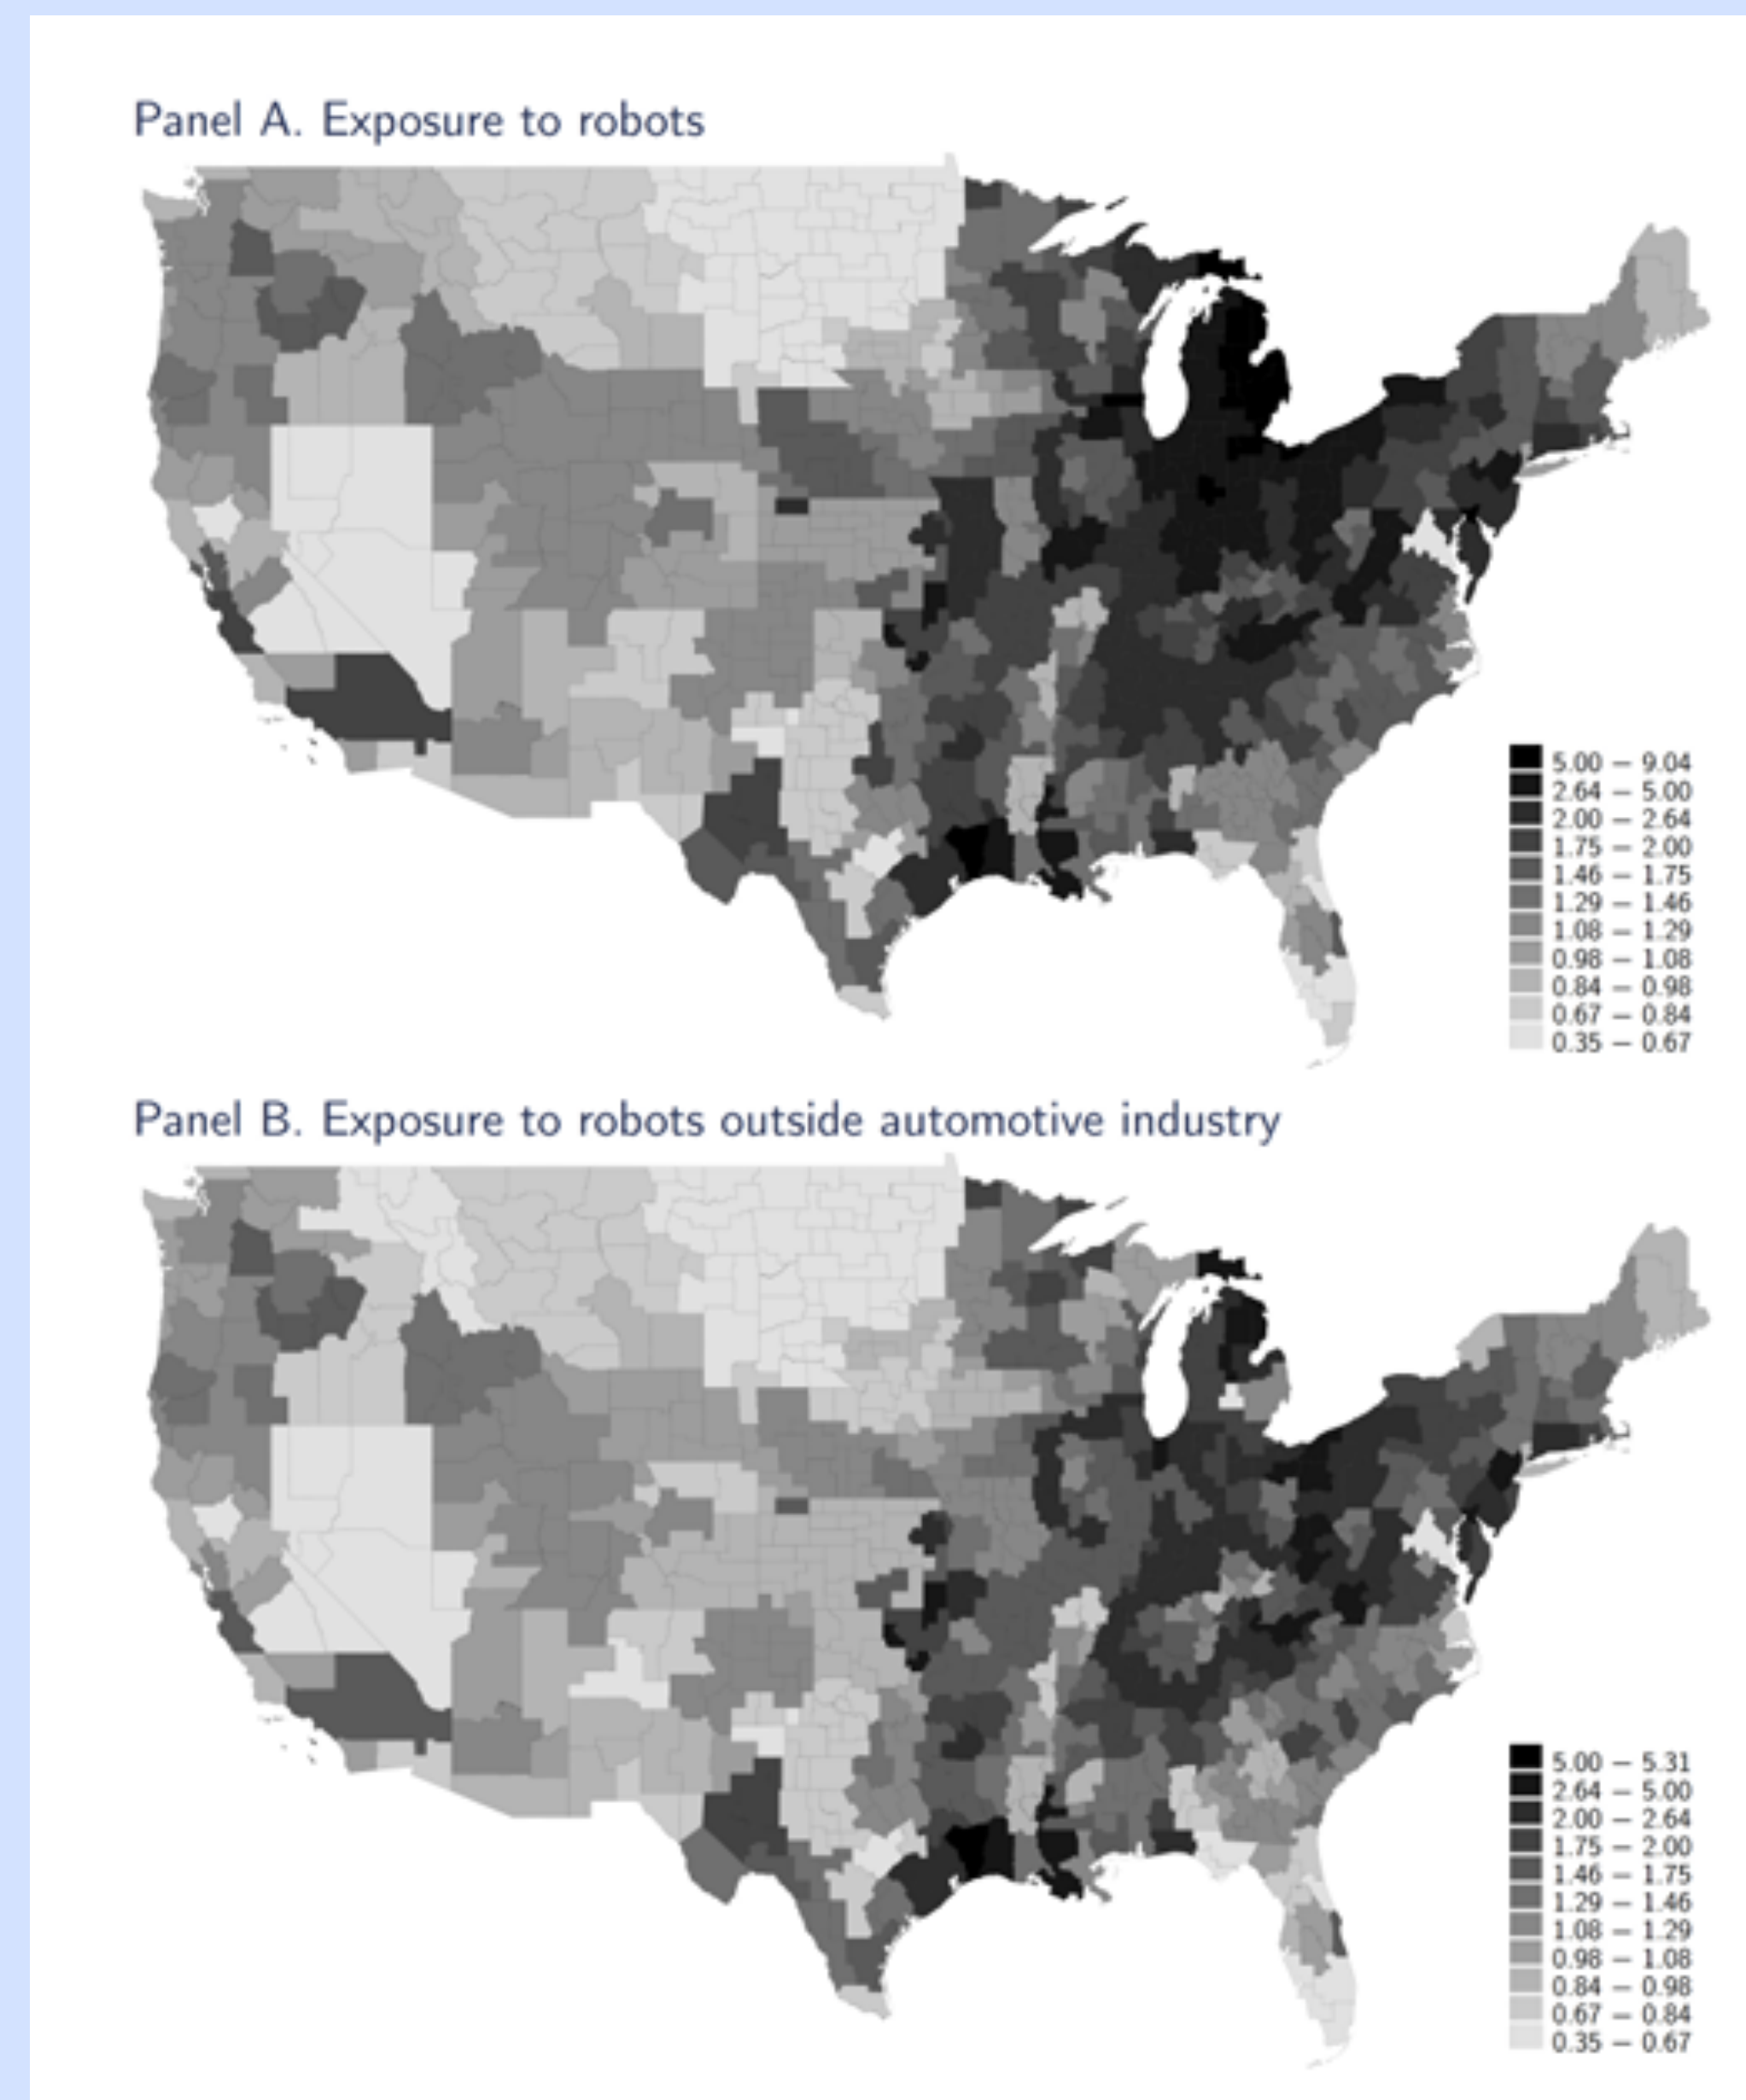 Panel A. Exposure to robots
5.00 – 9.04
2.64 – 5.00
2.00 – 2.64
1.75 – 2.00
1.46 – 1.75
1.29 – 1.46
1.08 – 1.29
0.98 – 1.08
0.84 – 0.98
0.67 – 0.84
0.35 – 0.67
Panel B. Exposure to robots outside automotive industry
5.00 – 5.31
2.64 – 5.00
2.00 – 2.64
1.75 – 2.00
1.46 – 1.75
1.29 – 1.46
1.08 – 1.29
0.98 – 1.08
0.84 – 0.98
0.67 – 0.84
0.35 – 0.67